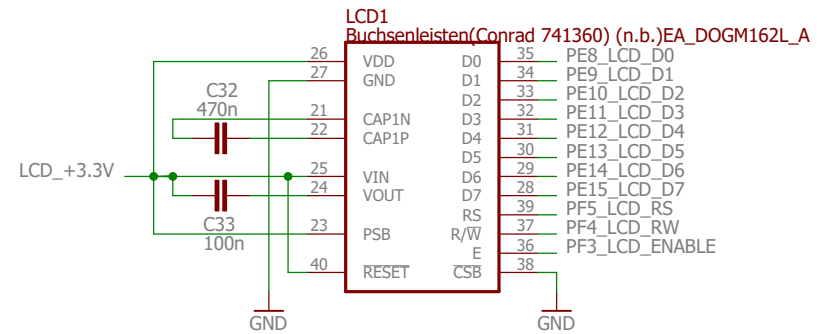 LCD1
Buchsenleisten(Conrad 741360) (n.b.)EA_DOGM162L_A
26 VDD D0 35 PE8_LCD_D0
27 GND D1 34 PE9_LCD_D1
C32 D2 33 PE10_LCD_D2
470n 21 CAP1N D3 32 PE11_LCD_D3
22 CAP1P D4 31 PE12_LCD_D4
D5 30 PE13_LCD_D5
LCD_+3.3V 25 VIN D6 29 PE14_LCD_D6
24 VOUT D7 28 PE15_LCD_D7
C33 RS 39 PF5_LCD_RS
100n 23 PSB R/W 37 PF4_LCD_RW
E 36 PF3_LCD_ENABLE
40 RESET CSB 38
GND GND